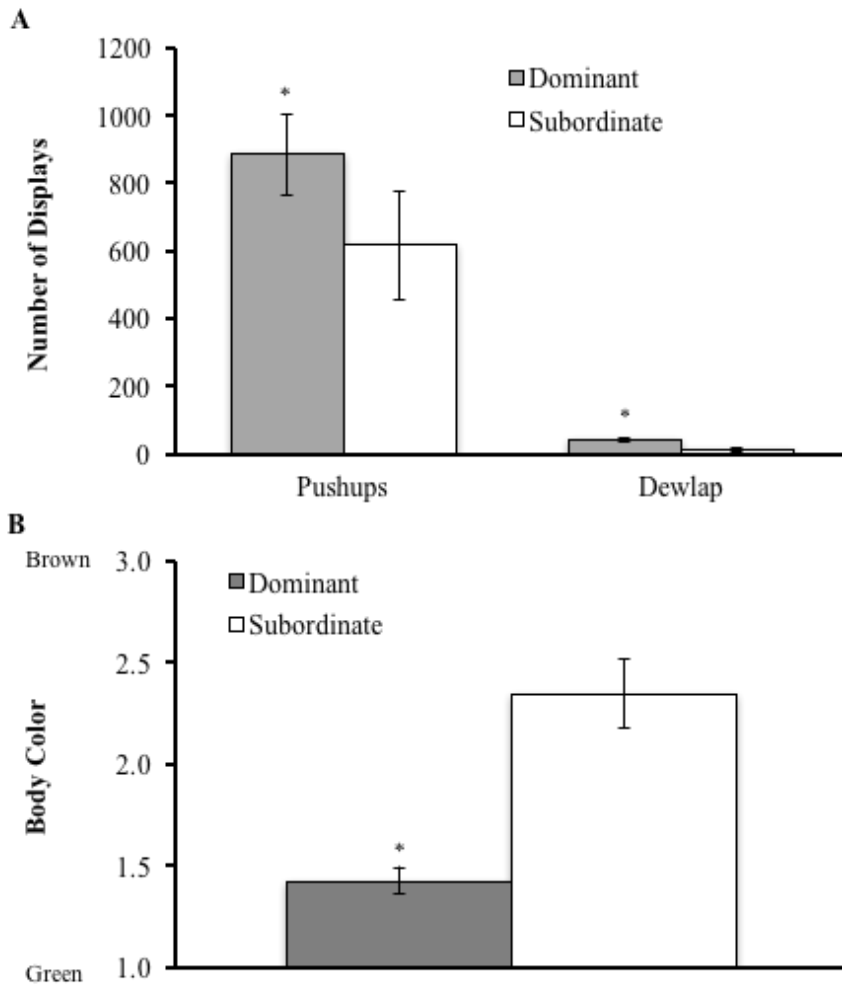 A
1200
1000
800
600
400
200
0
Number of Displays
*
*
Dominant
Subordinate
Pushups
Dewlap
B
Brown
Green
3.0
2.5
2.0
1.5
1.0
Body Color
Dominant
Subordinate
*